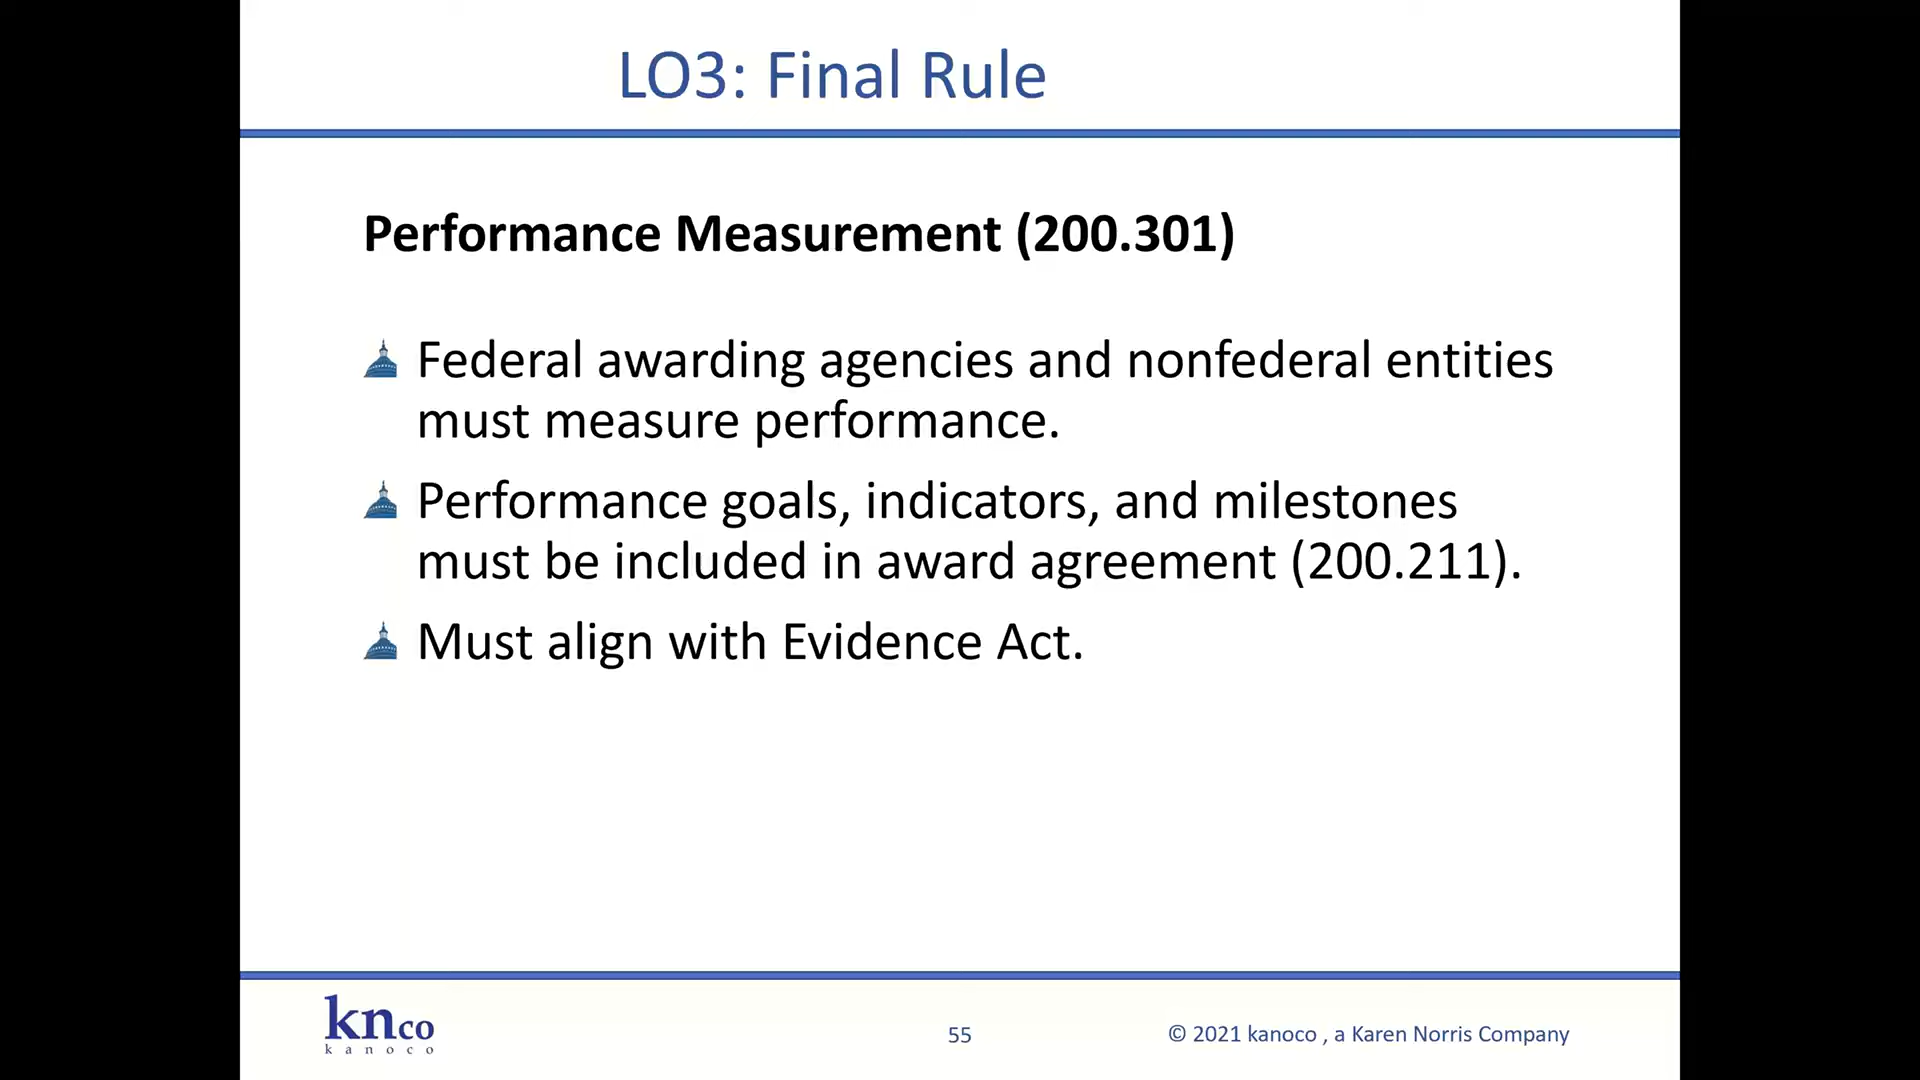 LO3: Final Rule
Performance Measurement (200.301)
Federal awarding agencies and nonfederal entities
must measure performance.
Performance goals, indicators, and milestones
must be included in award agreement (200.211).
Must align with Evidence Act.
knco
kanoco
55
© 2021 kanoco , a Karen Norris Company